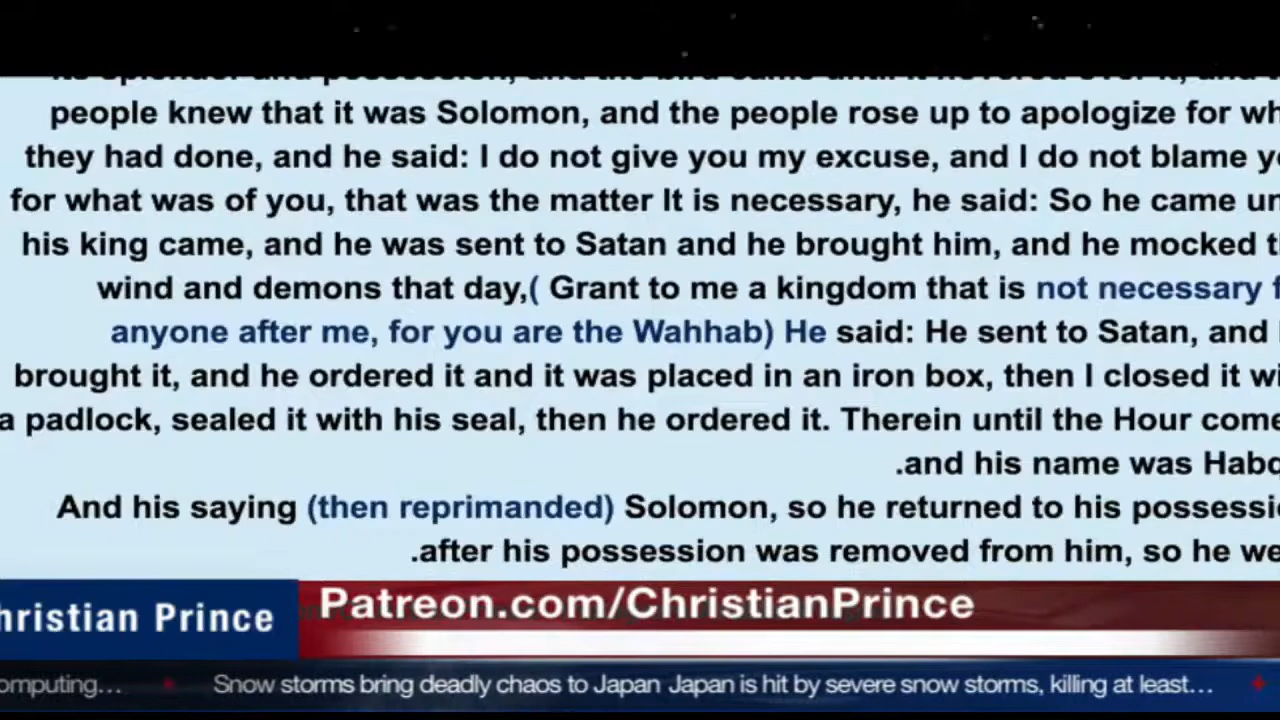 people knew that it was Solomon, and the people rose up to apologize for
they had done, and he said: I do not give you my excuse, and I do not blame
for what was of you, that was the matter It is necessary, he said: So he came
his king came, and he was sent to Satan and he brought him, and he mocked
wind and demons that day,( Grant to me a kingdom that is not necessary
anyone after me, for you are the Wahhab) He said: He sent to Satan, and
brought it, and he ordered it and it was placed in an iron box, then I closed it
a padlock, sealed it with his seal, then he ordered it. Therein until the Hour
.and his name was
And his saying (then reprimanded) Solomon, so he returned to his
.after his possession was removed from him, so he
Patreon.com/ChristianPrince
hristian Prince
omputing... Snow storms bring deadly chaos to Japan Japan is hit by severe snow storms, killing at least...